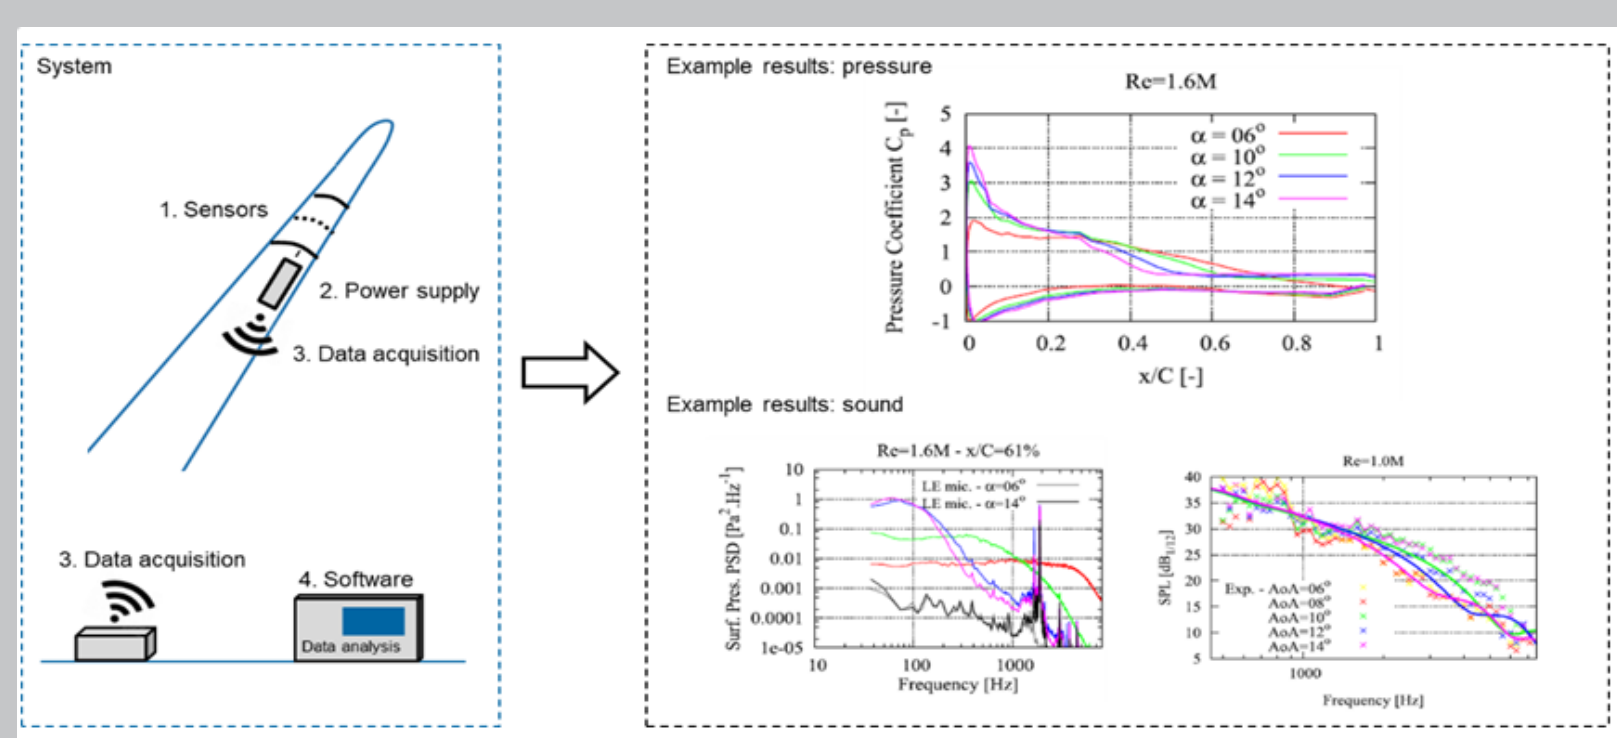 System
1. Sensors
2. Power supply
3. Data acquisition
3. Data acquisition
4. Software
Data analysis
Example results: pressure
Re=1.6M
Pressure Coefficient Cp [-]
5
4
3
2
1
0
-1
α = 06°
α = 10°
α = 12°
α = 14°
0 0.2 0.4 0.6 0.8 1
x/C [-]
Example results: sound
Re=1.6M - x/C=61%
Surf. Pres. PSD [Pa².Hz⁻¹]
10
1
0.1
0.01
0.001
0.0001
1e-05
LE mic. - α=06°
LE mic. - α=14°
10 100 1000
Frequency [Hz]
Re=1.0M
SPL [dB1/12]
40
35
30
25
20
15
10
5
Exp. - AoA=06°
AoA=08°
AoA=10°
AoA=12°
AoA=14°
1000
Frequency [Hz]